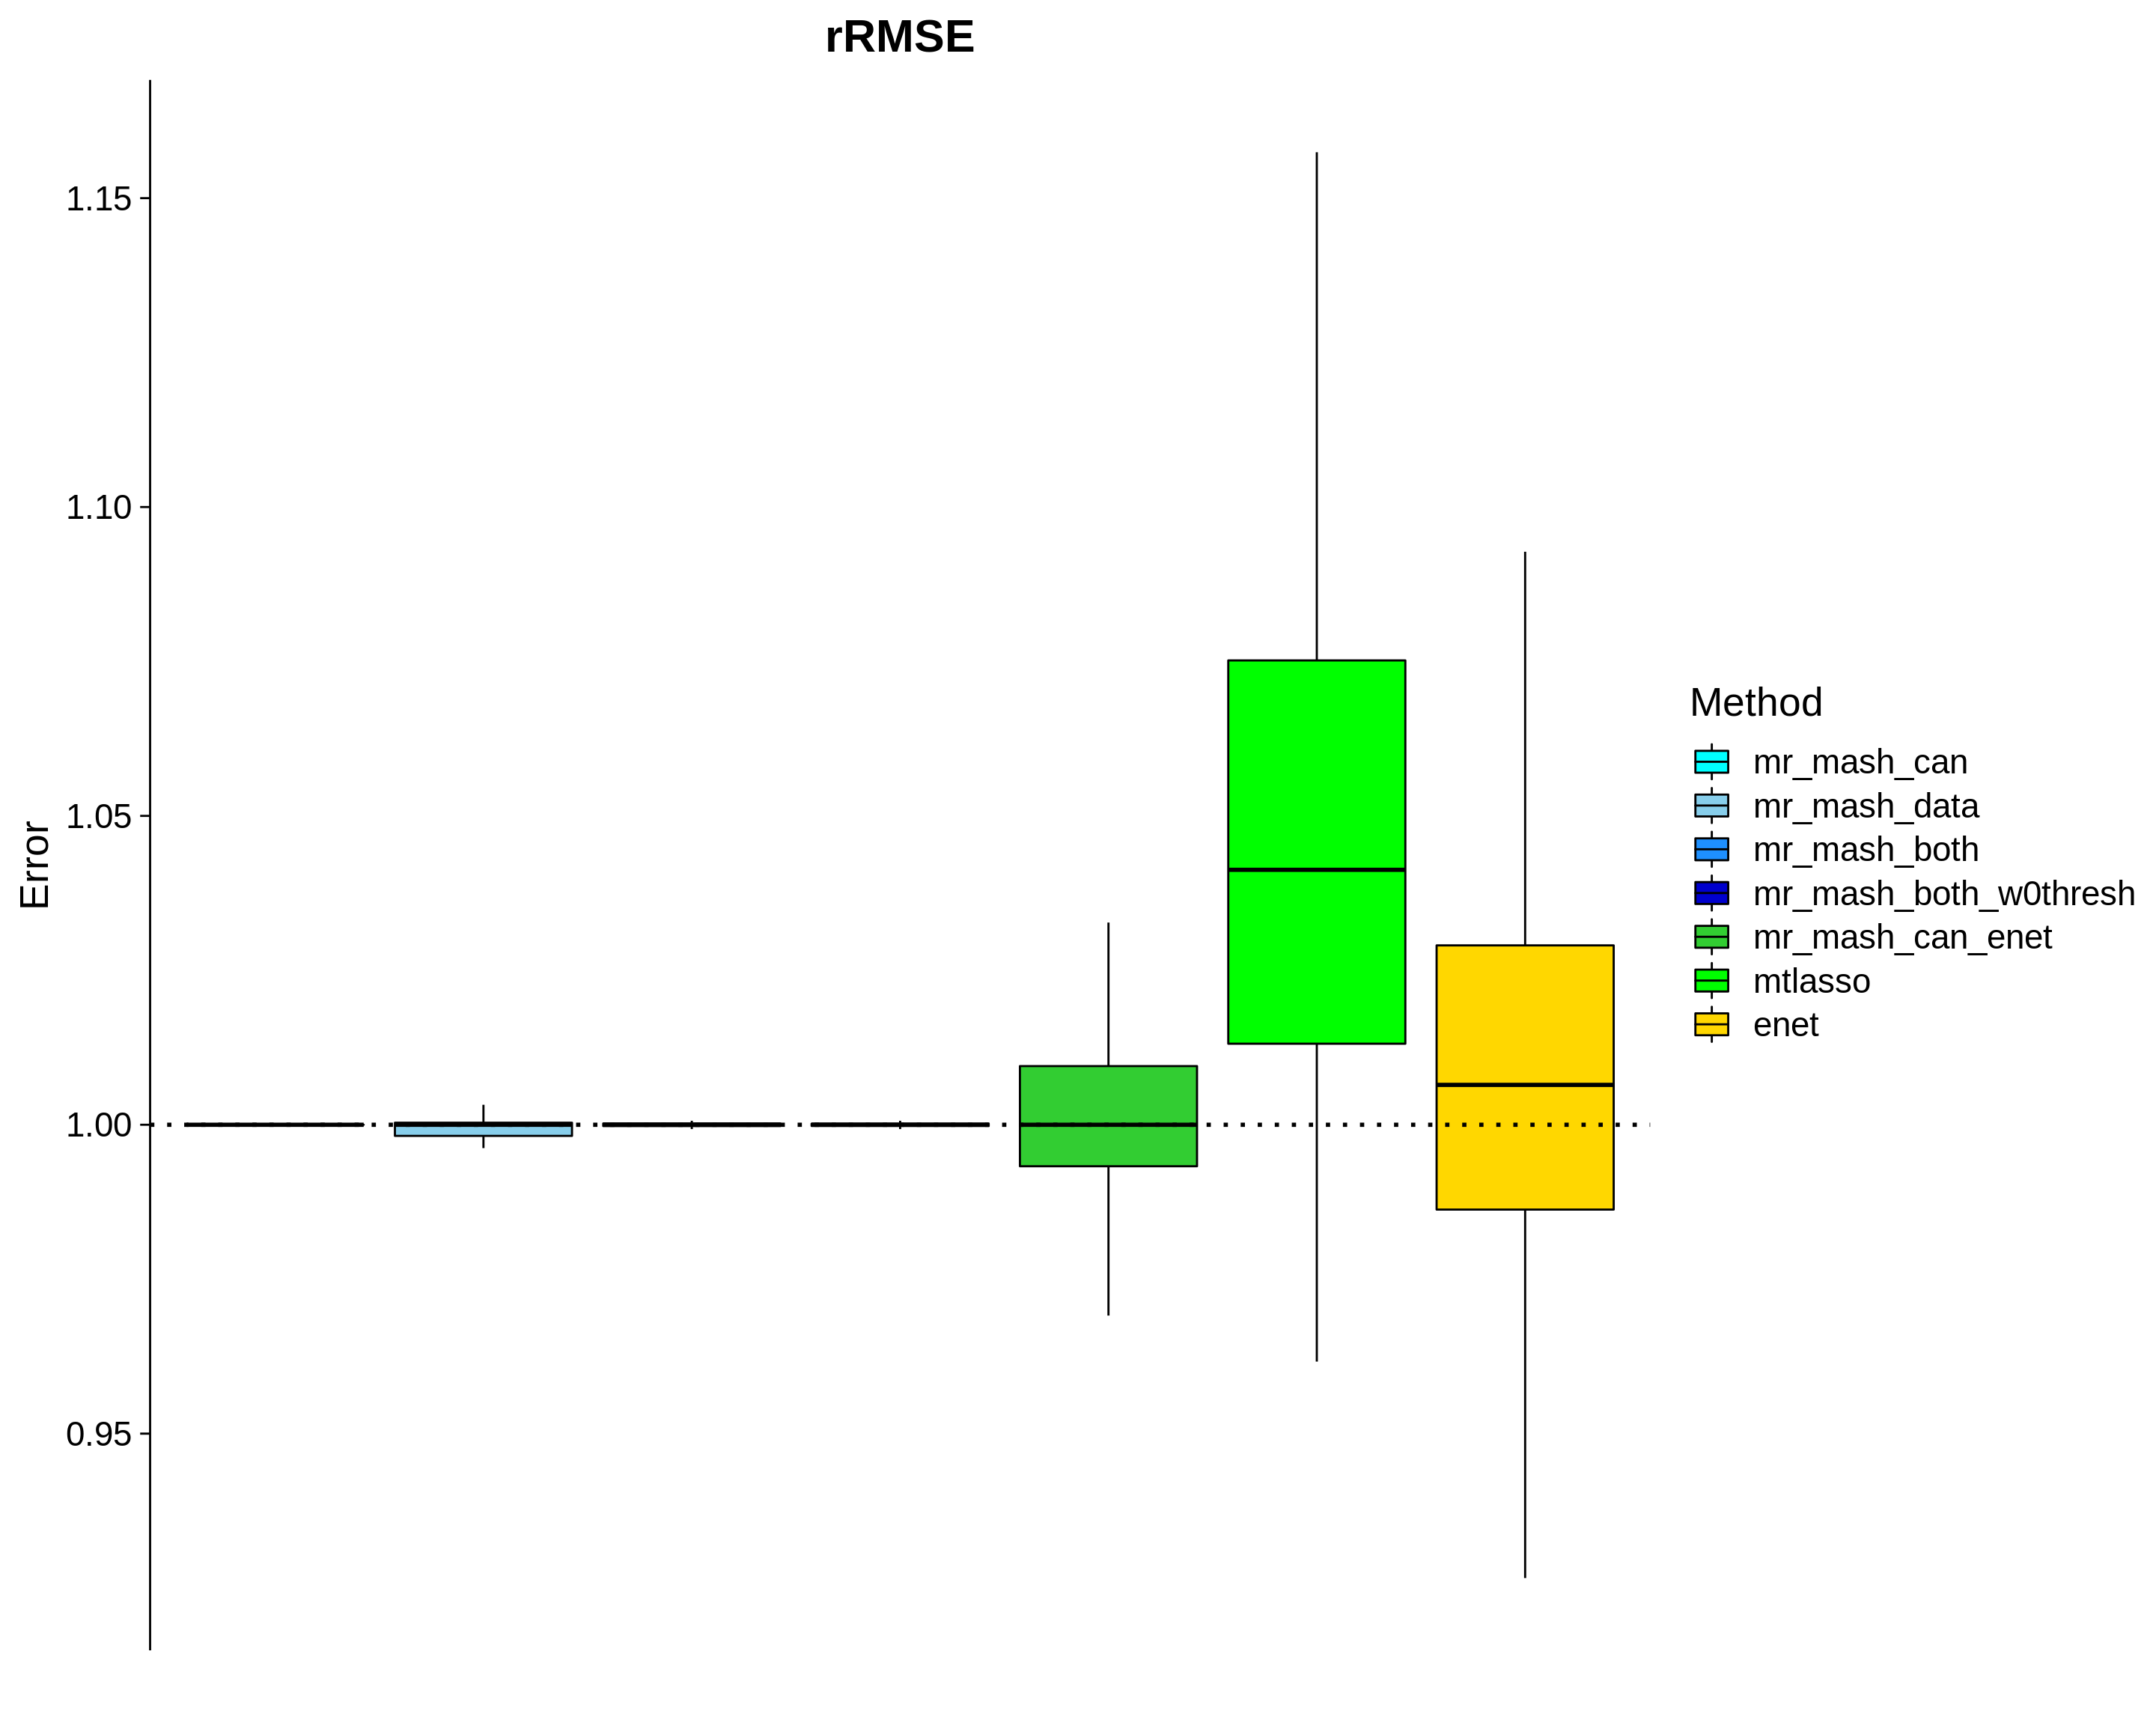 rRMSE
1.15
1.10
1.05
1.00
0.95
Error
Method
mr_mash_can
mr_mash_data
mr_mash_both
mr_mash_both_w0thresh
mr_mash_can_enet
mtlasso
enet